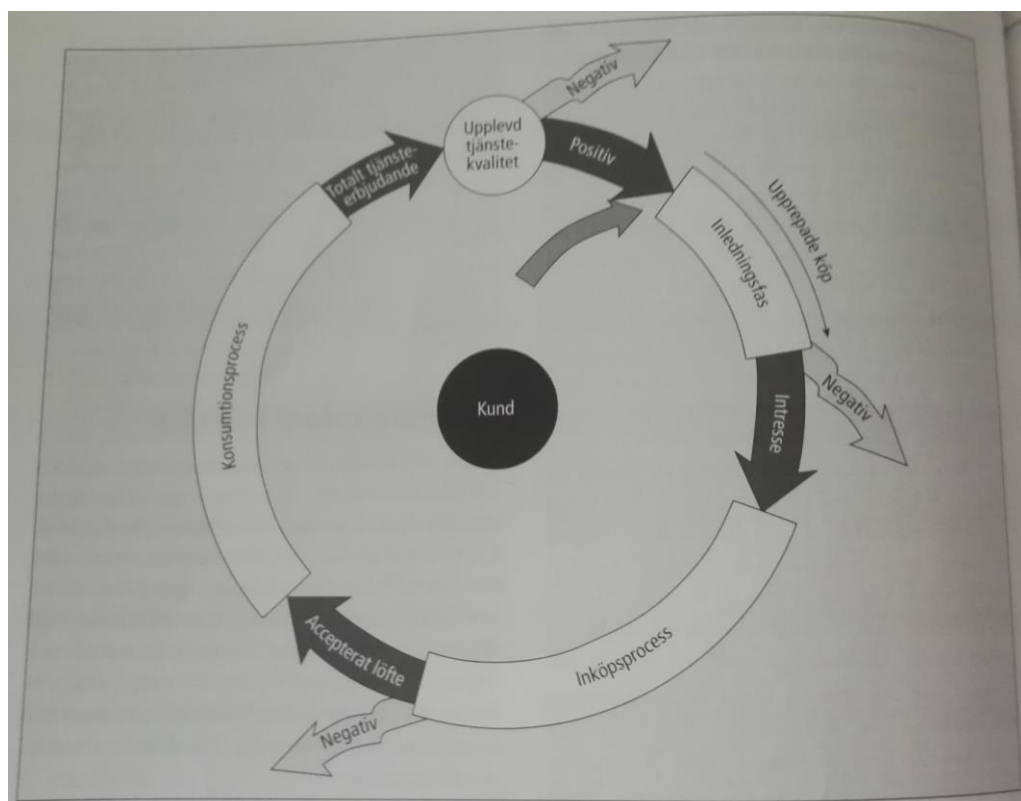 Negativ
Upplevd
tjänste-
kvalitet
Positiv
Totalt tjänste-
erbjudande
Upprepade köp
Inledningsfas
Konsumtionsprocess
Kund
Intresse
Negativ
Inköpsprocess
Accepterat löfte
Negativ